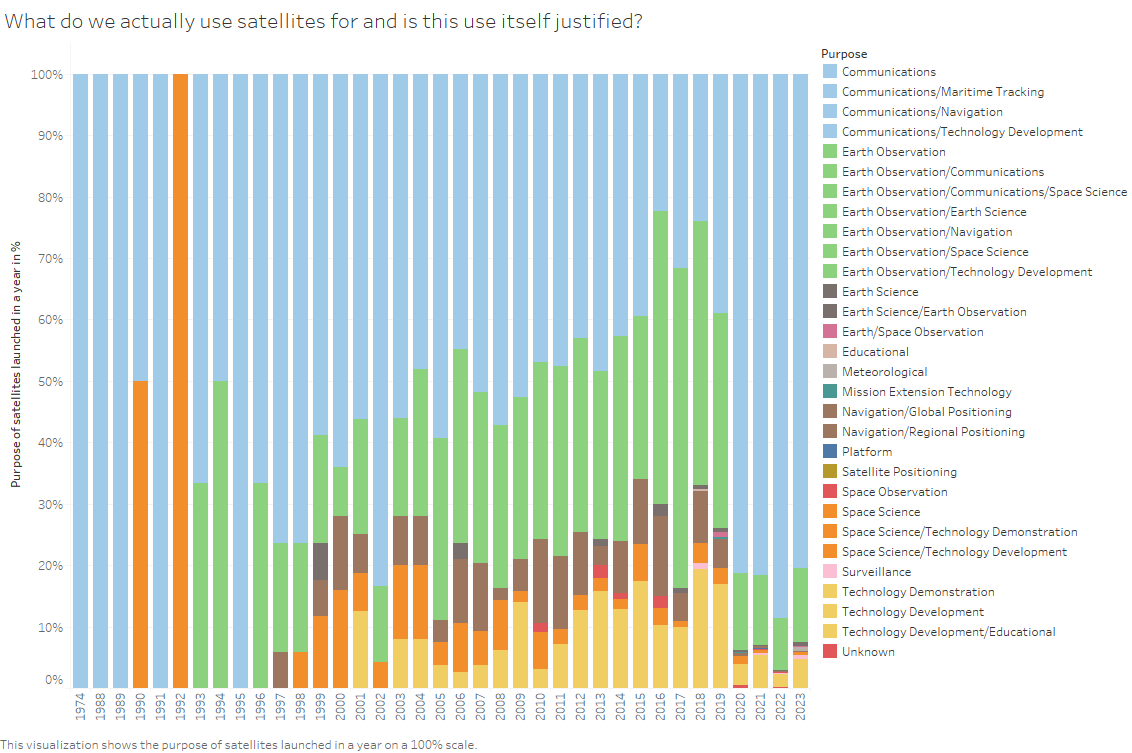 What do we actually use satellites for and is this use itself justified?
Purpose
Communications
Communications/Maritime Tracking
Communications/Navigation
Communications/Technology Development
Earth Observation
Earth Observation/Communications
Earth Observation/Communications/Space Science
Earth Observation/Earth Science
Earth Observation/Navigation
Earth Observation/Space Science
Earth Observation/Technology Development
Earth Science
Earth Science/Earth Observation
Earth/Space Observation
Educational
Meteorological
Mission Extension Technology
Navigation/Global Positioning
Navigation/Regional Positioning
Platform
Satellite Positioning
Space Observation
Space Science
Space Science/Technology Demonstration
Space Science/Technology Development
Surveillance
Technology Demonstration
Technology Development
Technology Development/Educational
Unknown
Purpose of satellites launched in a year in %
100%
90%
80%
70%
60%
50%
40%
30%
20%
10%
0%
1974
1988
1989
1990
1991
1992
1993
1994
1995
1996
1997
1998
1999
2000
2001
2002
2003
2004
2005
2006
2007
2008
2009
2010
2011
2012
2013
2014
2015
2016
2017
2018
2019
2020
2021
2022
2023
This visualization shows the purpose of satellites launched in a year on a 100% scale.